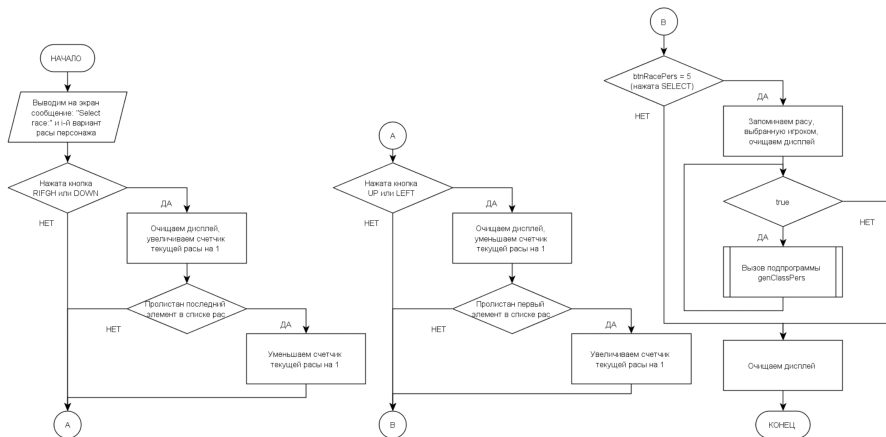 НАЧАЛО
Выводим на экран
сообщение: "Select
race:" и i-й вариант
расы персонажа
Нажата кнопка
RIFGH или DOWN
ДА
НЕТ
Очищаем дисплей,
увеличиваем счетчик
текущей расы на 1
Пролистан последний
элемент в списке рас
ДА
НЕТ
Уменьшаем счетчик
текущей расы на 1
A
A
Нажата кнопка
UP или LEFT
ДА
НЕТ
Очищаем дисплей,
уменьшаем счетчик
текущей расы на 1
Пролистан первый
элемент в списке рас
ДА
НЕТ
Увеличиваем счетчик
текущей расы на 1
B
B
btnRacePers = 5
(нажата SELECT)
ДА
НЕТ
Запоминаем расу,
выбранную игроком,
очищаем дисплей
true
ДА
НЕТ
Вызов подпрограммы
genClassPers
Очищаем дисплей
КОНЕЦ